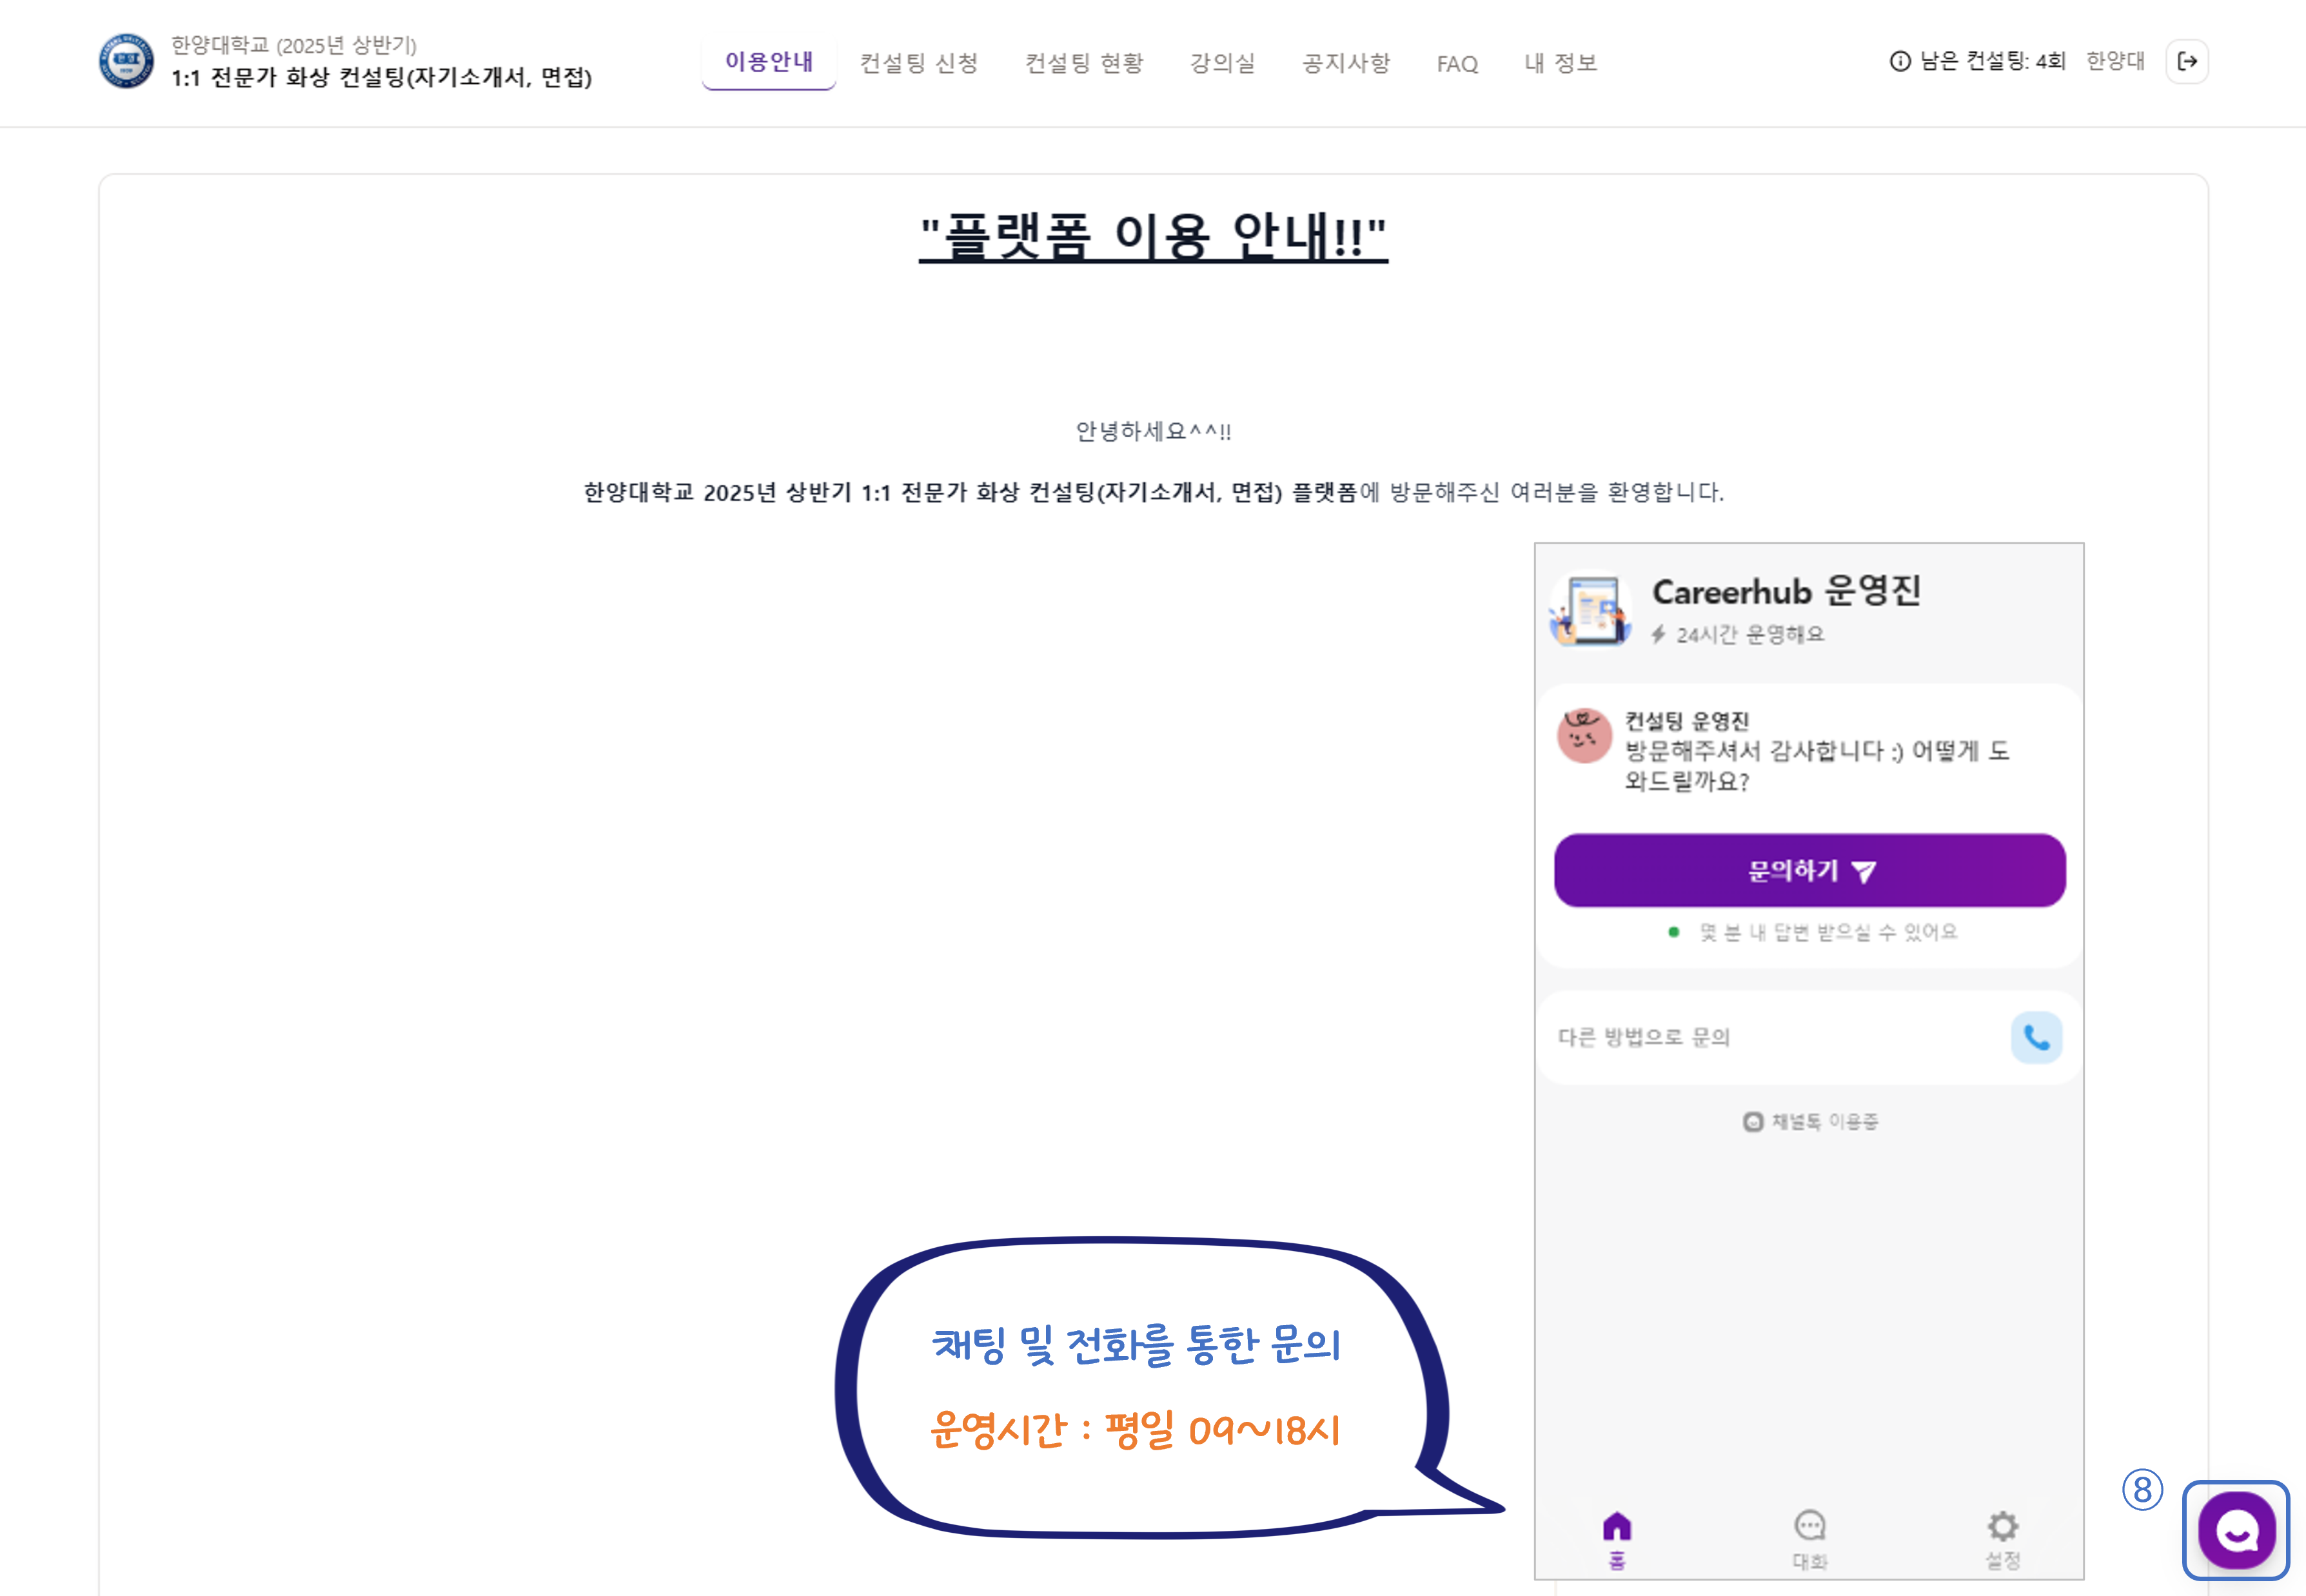 한양대학교 (2025년 상반기)
1:1 전문가 화상 컨설팅(자기소개서, 면접)
이용안내
컨설팅 신청
컨설팅 현황
강의실
공지사항
FAQ
내 정보
남은 컨설팅: 4회
한양대
"플랫폼 이용 안내!!"
안녕하세요^^!!
한양대학교 2025년 상반기 1:1 전문가 화상 컨설팅(자기소개서, 면접) 플랫폼에 방문해주신 여러분을 환영합니다.
Careerhub 운영진
24시간 운영해요
컨설팅 운영진
방문해주셔서 감사합니다 :) 어떻게 도
와드릴까요?
문의하기
몇 분 내 답변 받으실 수 있어요
다른 방법으로 문의
채널톡 이용중
채팅 및 전화를 통한 문의
운영시간 : 평일 09~18시
⑧
홈
대화
설정